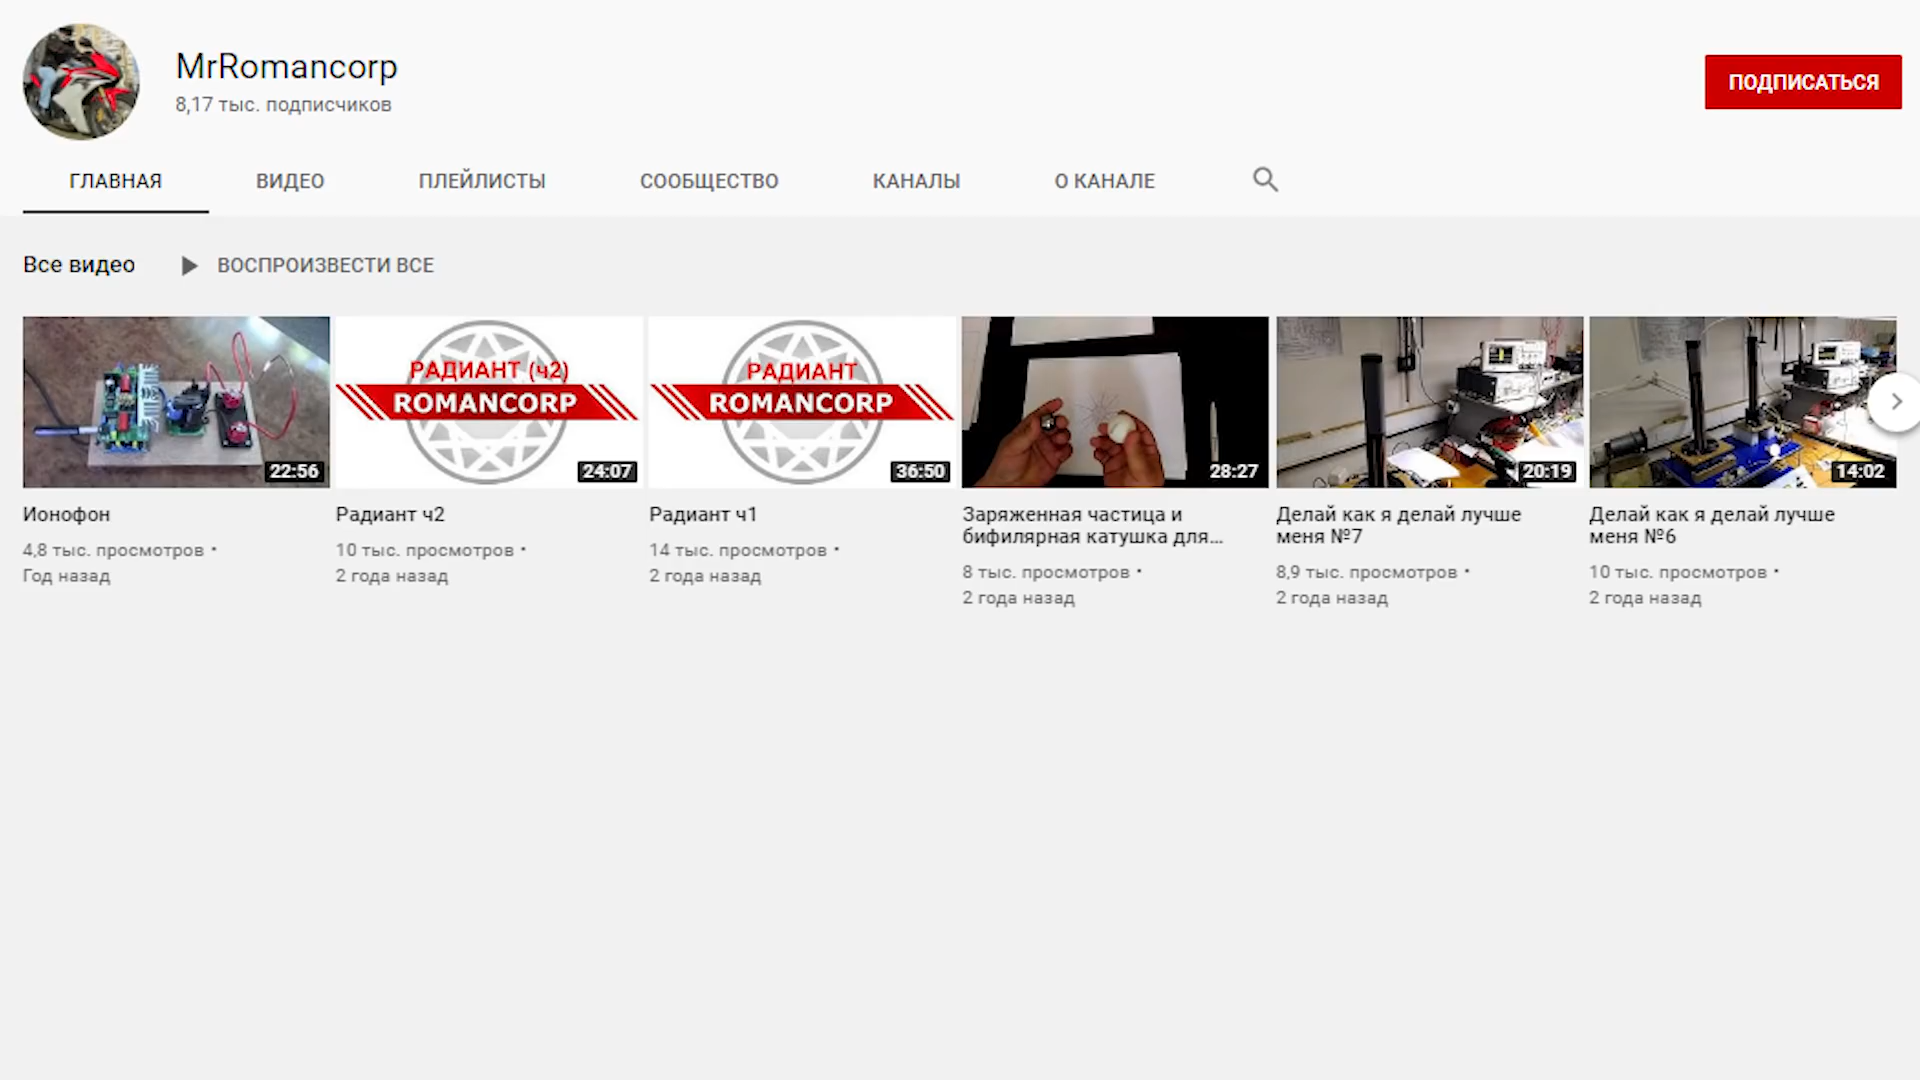 MrRomancorp
8,17 тыс. подписчиков
ПОДПИСАТЬСЯ
ГЛАВНАЯ
ВИДЕО
ПЛЕЙЛИСТЫ
СООБЩЕСТВО
КАНАЛЫ
О КАНАЛЕ
Все видео
ВОСПРОИЗВЕСТИ ВСЕ
22:56
Ионофон
4,8 тыс. просмотров •
Год назад
РАДИАНТ (ч2)
ROMANCORP
24:07
Радиант ч2
10 тыс. просмотров •
2 года назад
РАДИАНТ
ROMANCORP
36:50
Радиант ч1
14 тыс. просмотров •
2 года назад
28:27
Заряженная частица и
бифилярная катушка для...
8 тыс. просмотров •
2 года назад
20:19
Делай как я делай лучше
меня №7
8,9 тыс. просмотров •
2 года назад
14:02
Делай как я делай лучше
меня №6
10 тыс. просмотров •
2 года назад